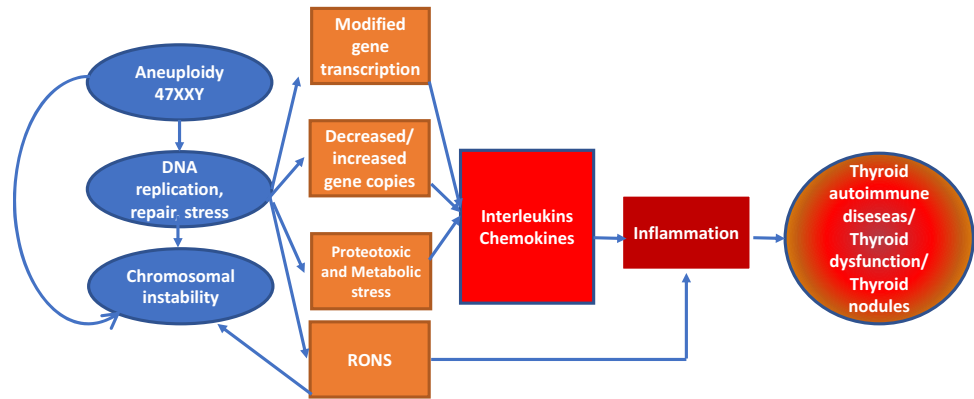 Aneuploidy
47XXY
DNA
replication,
repair, stress
Chromosomal
instability
Modified
gene
transcription
Decreased/
increased
gene copies
Proteotoxic
and Metabolic
stress
RONS
Interleukins
Chemokines
Inflammation
Thyroid
autoimmune
diseseas/
Thyroid
dysfunction/
Thyroid
nodules